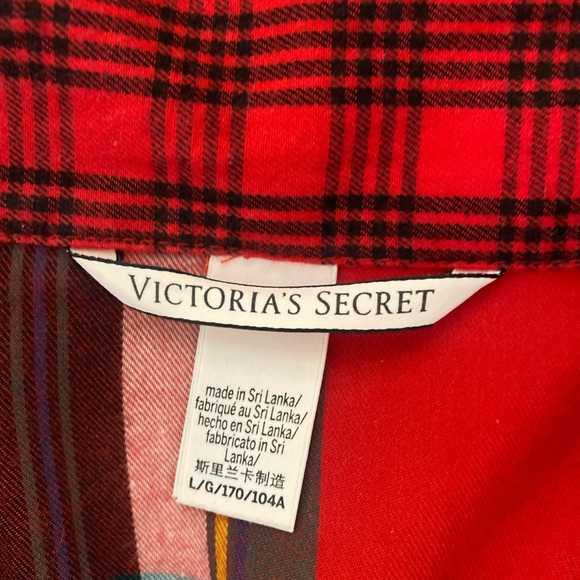 VICTORIA'S SECRET
made in Sri Lanka/
fabriqué au Sri Lanka/
hecho en Sri Lanka/
fabbricato in Sri
Lanka/
斯里兰卡制造
L/G/170/104A